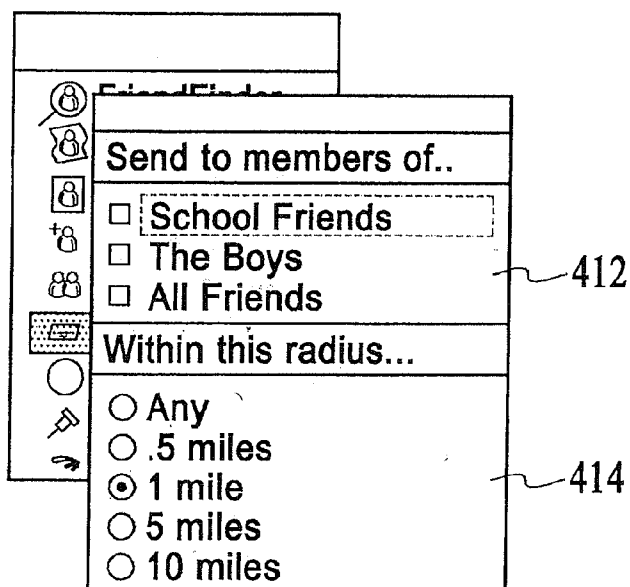 FriendFinder
Send to members of..
School Friends
The Boys
All Friends
412
Within this radius...
Any
.5 miles
1 mile
5 miles
10 miles
414